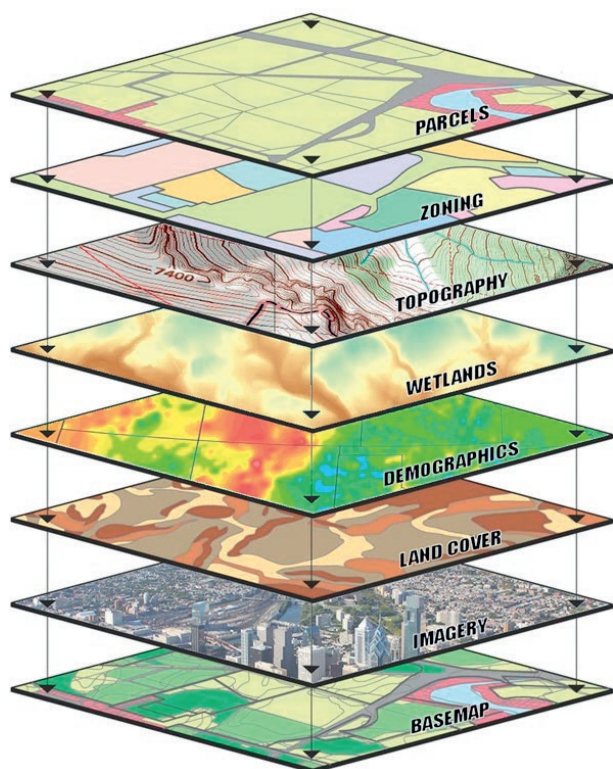 PARCELS
ZONING
7400
TOPOGRAPHY
WETLANDS
DEMOGRAPHICS
LAND COVER
IMAGERY
BASEMAP